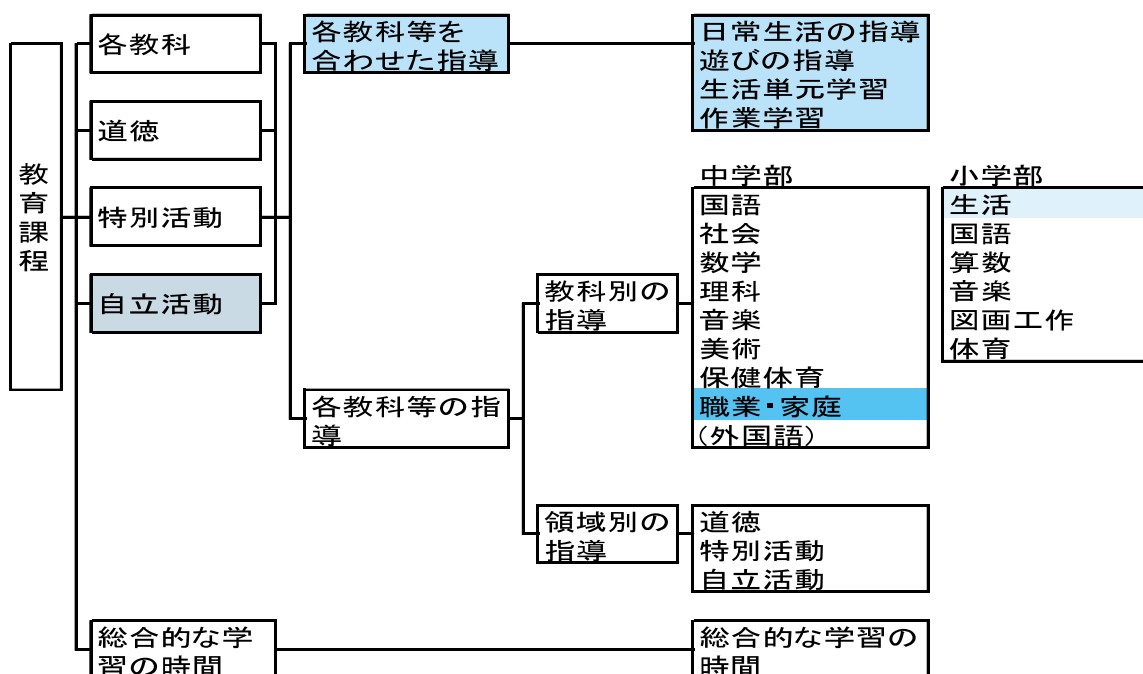 教育課程
各教科
道徳
特別活動
自立活動
総合的な学
習の時間
各教科等を
合わせた指導
各教科等の指
導
教科別の
指導
領域別の
指導
日常生活の指導
遊びの指導
生活単元学習
作業学習
中学部
国語
社会
数学
理科
音楽
美術
保健体育
職業・家庭
(外国語)
小学部
生活
国語
算数
音楽
図画工作
体育
道徳
特別活動
自立活動
総合的な学習の
時間